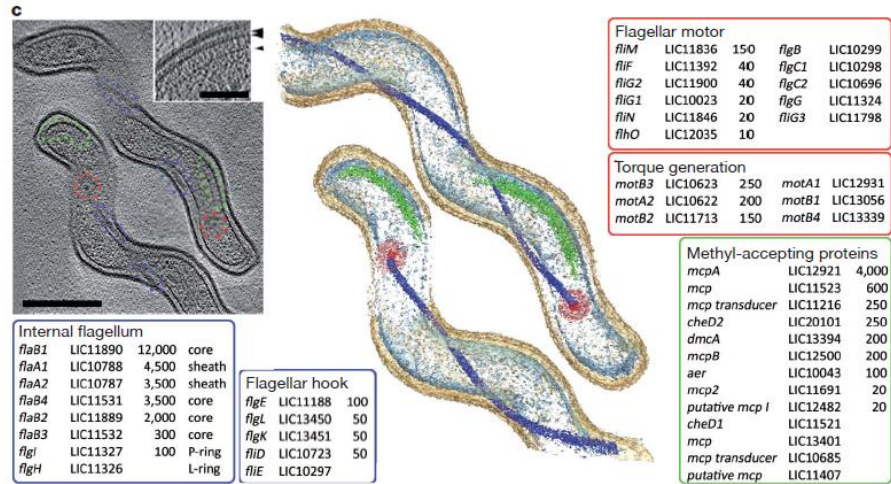 c
Flagellar motor
fliM LIC11836 150 flgB LIC10299
fliF LIC11392 40 flgC1 LIC10298
fliG2 LIC11900 40 flgC2 LIC10696
fliG1 LIC10023 20 flgG LIC11324
fliN LIC11846 20 fliG3 LIC11798
flhO LIC12035 10
Torque generation
motB3 LIC10623 250 motA1 LIC12931
motA2 LIC10622 200 motB1 LIC13056
motB2 LIC11713 150 motB4 LIC13339
Methyl-accepting proteins
mcpA LIC12921 4,000
mcp LIC11523 600
mcp transducer LIC11216 250
cheD2 LIC20101 250
dmcA LIC13394 200
mcpB LIC12500 200
aer LIC10043 100
mcp2 LIC11691 20
putative mcp I LIC12482 20
cheD1 LIC11521
mcp LIC13401
mcp transducer LIC10685
putative mcp LIC11407
Internal flagellum
flaB1 LIC11890 12,000 core
flaA1 LIC10788 4,500 sheath
flaA2 LIC10787 3,500 sheath
flaB4 LIC11531 3,500 core
flaB2 LIC11889 2,000 core
flaB3 LIC11532 300 core
flgI LIC11327 100 P-ring
flgH LIC11326 L-ring
Flagellar hook
flgE LIC11188 100
flgL LIC13450 50
flgK LIC13451 50
fliD LIC10723 50
fliE LIC10297